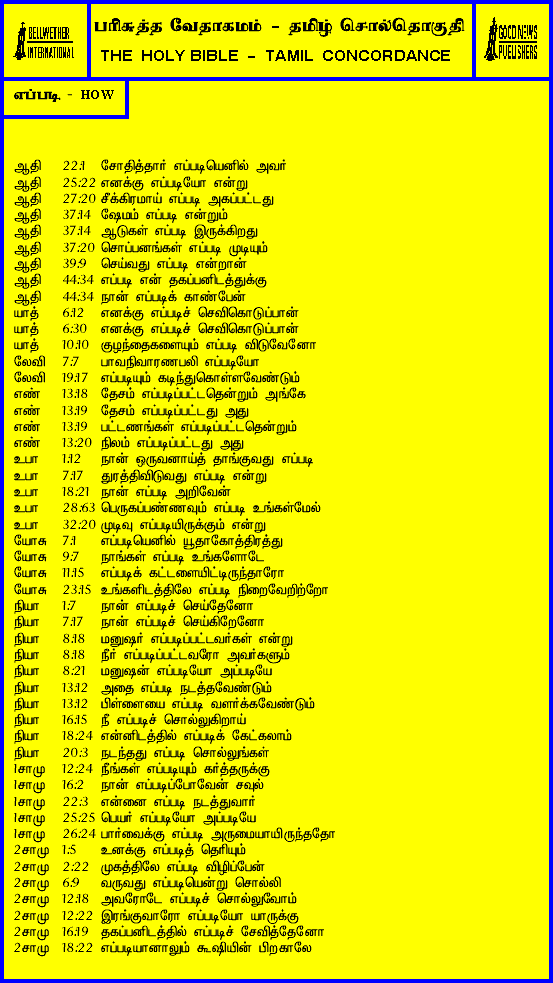 BELLWETHER
INTERNATIONAL
பரிசுத்த வேதாகமம் - தமிழ் சொல்தொகுதி
THE HOLY BIBLE - TAMIL CONCORDANCE
GOOD NEWS
PUBLISHERS
எப்படி - HOW
ஆதி 22:1 சோதித்தார் எப்படியெனில் அவர்
ஆதி 25:22 எனக்கு எப்படியோ என்று
ஆதி 27:20 சீக்கிரமாய் எப்படி அகப்பட்டது
ஆதி 37:14 ஷேமம் எப்படி என்றும்
ஆதி 37:14 ஆடுகள் எப்படி இருக்கிறது
ஆதி 37:20 சொப்பனங்கள் எப்படி முடியும்
ஆதி 39:9 செய்வது எப்படி என்றான்
ஆதி 44:34 எப்படி என் தகப்பனிடத்துக்கு
ஆதி 44:34 நான் எப்படிக் காண்பேன்
யாத் 6:12 எனக்கு எப்படிச் செவிகொடுப்பான்
யாத் 6:30 எனக்கு எப்படிச் செவிகொடுப்பான்
யாத் 10:10 குழந்தைகளையும் எப்படி விடுவேனோ
லேவி 7:7 பாவநிவாரணபலி எப்படியோ
லேவி 19:17 எப்படியும் கடிந்துகொள்ளவேண்டும்
எண் 13:18 தேசம் எப்படிப்பட்டதென்றும் அங்கே
எண் 13:19 தேசம் எப்படிப்பட்டது அது
எண் 13:19 பட்டணங்கள் எப்படிப்பட்டதென்றும்
எண் 13:20 நிலம் எப்படிப்பட்டது அது
உபா 1:12 நான் ஒருவனாய்த் தாங்குவது எப்படி
உபா 7:17 துரத்திவிடுவது எப்படி என்று
உபா 18:21 நான் எப்படி அறிவேன்
உபா 28:63 பெருகப்பண்ணவும் எப்படி உங்கள்மேல்
உபா 32:20 முடிவு எப்படியிருக்கும் என்று
யோசு 7:1 எப்படியெனில் யூதாகோத்திரத்து
யோசு 9:7 நாங்கள் எப்படி உங்களோடே
யோசு 11:15 எப்படிக் கட்டளையிட்டிருந்தாரோ
யோசு 23:15 உங்களிடத்திலே எப்படி நிறைவேறிற்றோ
நியா 1:7 நான் எப்படிச் செய்தேனோ
நியா 7:17 நான் எப்படிச் செய்கிறேனோ
நியா 8:18 மனுஷர் எப்படிப்பட்டவர்கள் என்று
நியா 8:18 நீர் எப்படிப்பட்டவரோ அவர்களும்
நியா 8:21 மனுஷன் எப்படியோ அப்படியே
நியா 13:12 அதை எப்படி நடத்தவேண்டும்
நியா 13:12 பிள்ளையை எப்படி வளர்க்கவேண்டும்
நியா 16:15 நீ எப்படிச் சொல்லுகிறாய்
நியா 18:24 என்னிடத்தில் எப்படிக் கேட்கலாம்
நியா 20:3 நடந்தது எப்படி சொல்லுங்கள்
1சாமு 12:24 நீங்கள் எப்படியும் கர்த்தருக்கு
1சாமு 16:2 நான் எப்படிப்போவேன் சவுல்
1சாமு 22:3 என்னை எப்படி நடத்துவார்
1சாமு 25:25 பெயர் எப்படியோ அப்படியே
1சாமு 26:24 பார்வைக்கு எப்படி அருமையாயிருந்ததோ
2சாமு 1:5 உனக்கு எப்படித் தெரியும்
2சாமு 2:22 முகத்திலே எப்படி விழிப்பேன்
2சாமு 6:9 வருவது எப்படியென்று சொல்லி
2சாமு 12:18 அவரோடே எப்படிச் சொல்லுவோம்
2சாமு 12:22 இரங்குவாரோ எப்படியோ யாருக்கு
2சாமு 16:19 தகப்பனிடத்தில் எப்படிச் சேவித்தேனோ
2சாமு 18:22 எப்படியானாலும் கூஷியின் பிறகாலே